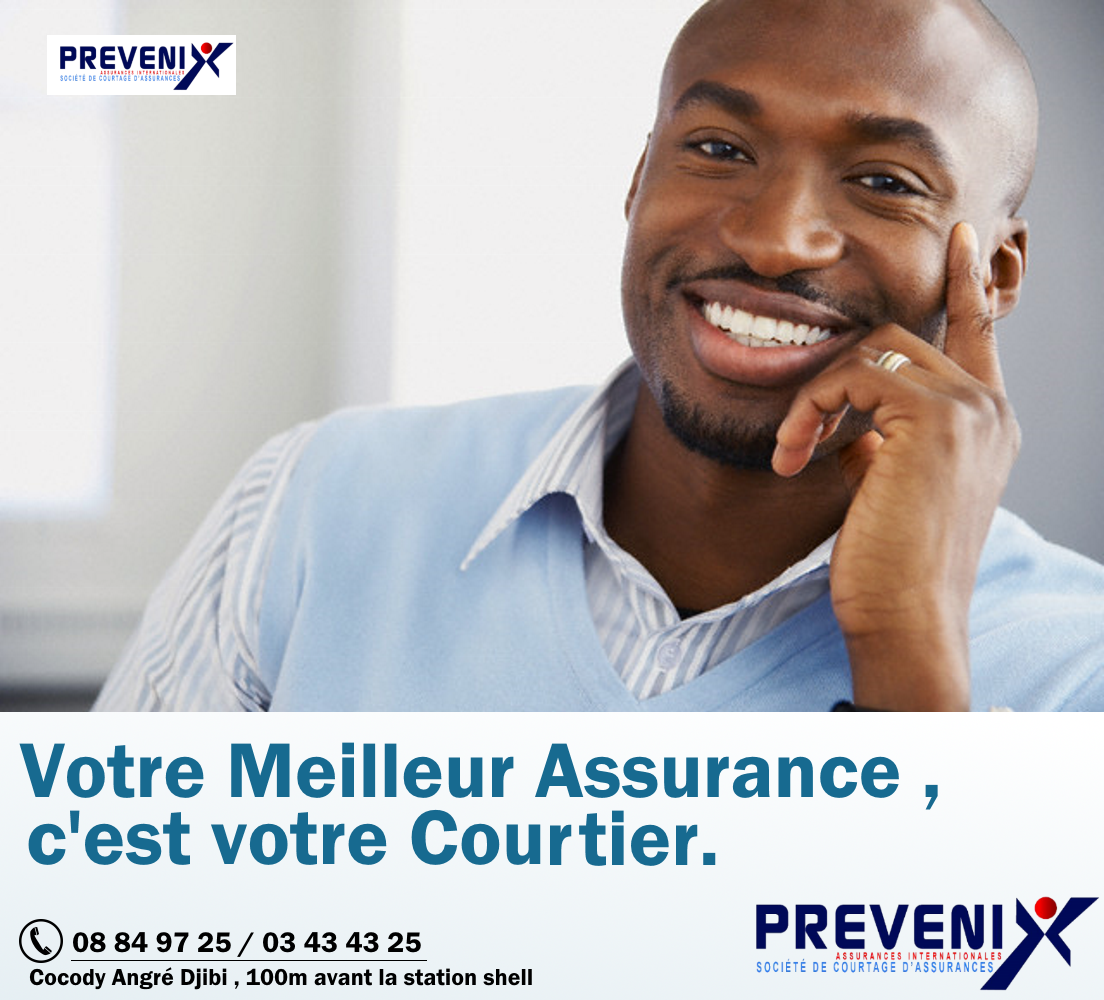 PREVENIX
ASSURANCES INTERNATIONALES
SOCIÉTÉ DE COURTAGE D'ASSURANCES
Votre Meilleur Assurance ,
c'est votre Courtier.
08 84 97 25 / 03 43 43 25
Cocody Angré Djibi , 100m avant la station shell
PREVENIX
ASSURANCES INTERNATIONALES
SOCIÉTÉ DE COURTAGE D'ASSURANCES